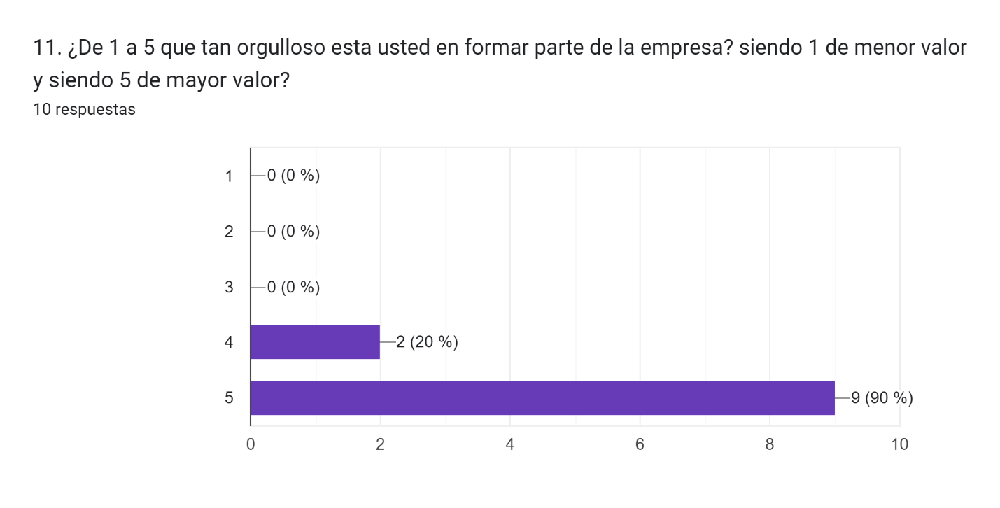 11. ¿De 1 a 5 que tan orgulloso esta usted en formar parte de la empresa? siendo 1 de menor valor
y siendo 5 de mayor valor?
10 respuestas
1 0 (0 %)
2 0 (0 %)
3 0 (0 %)
4 2 (20 %)
5 9 (90 %)
0 2 4 6 8 10